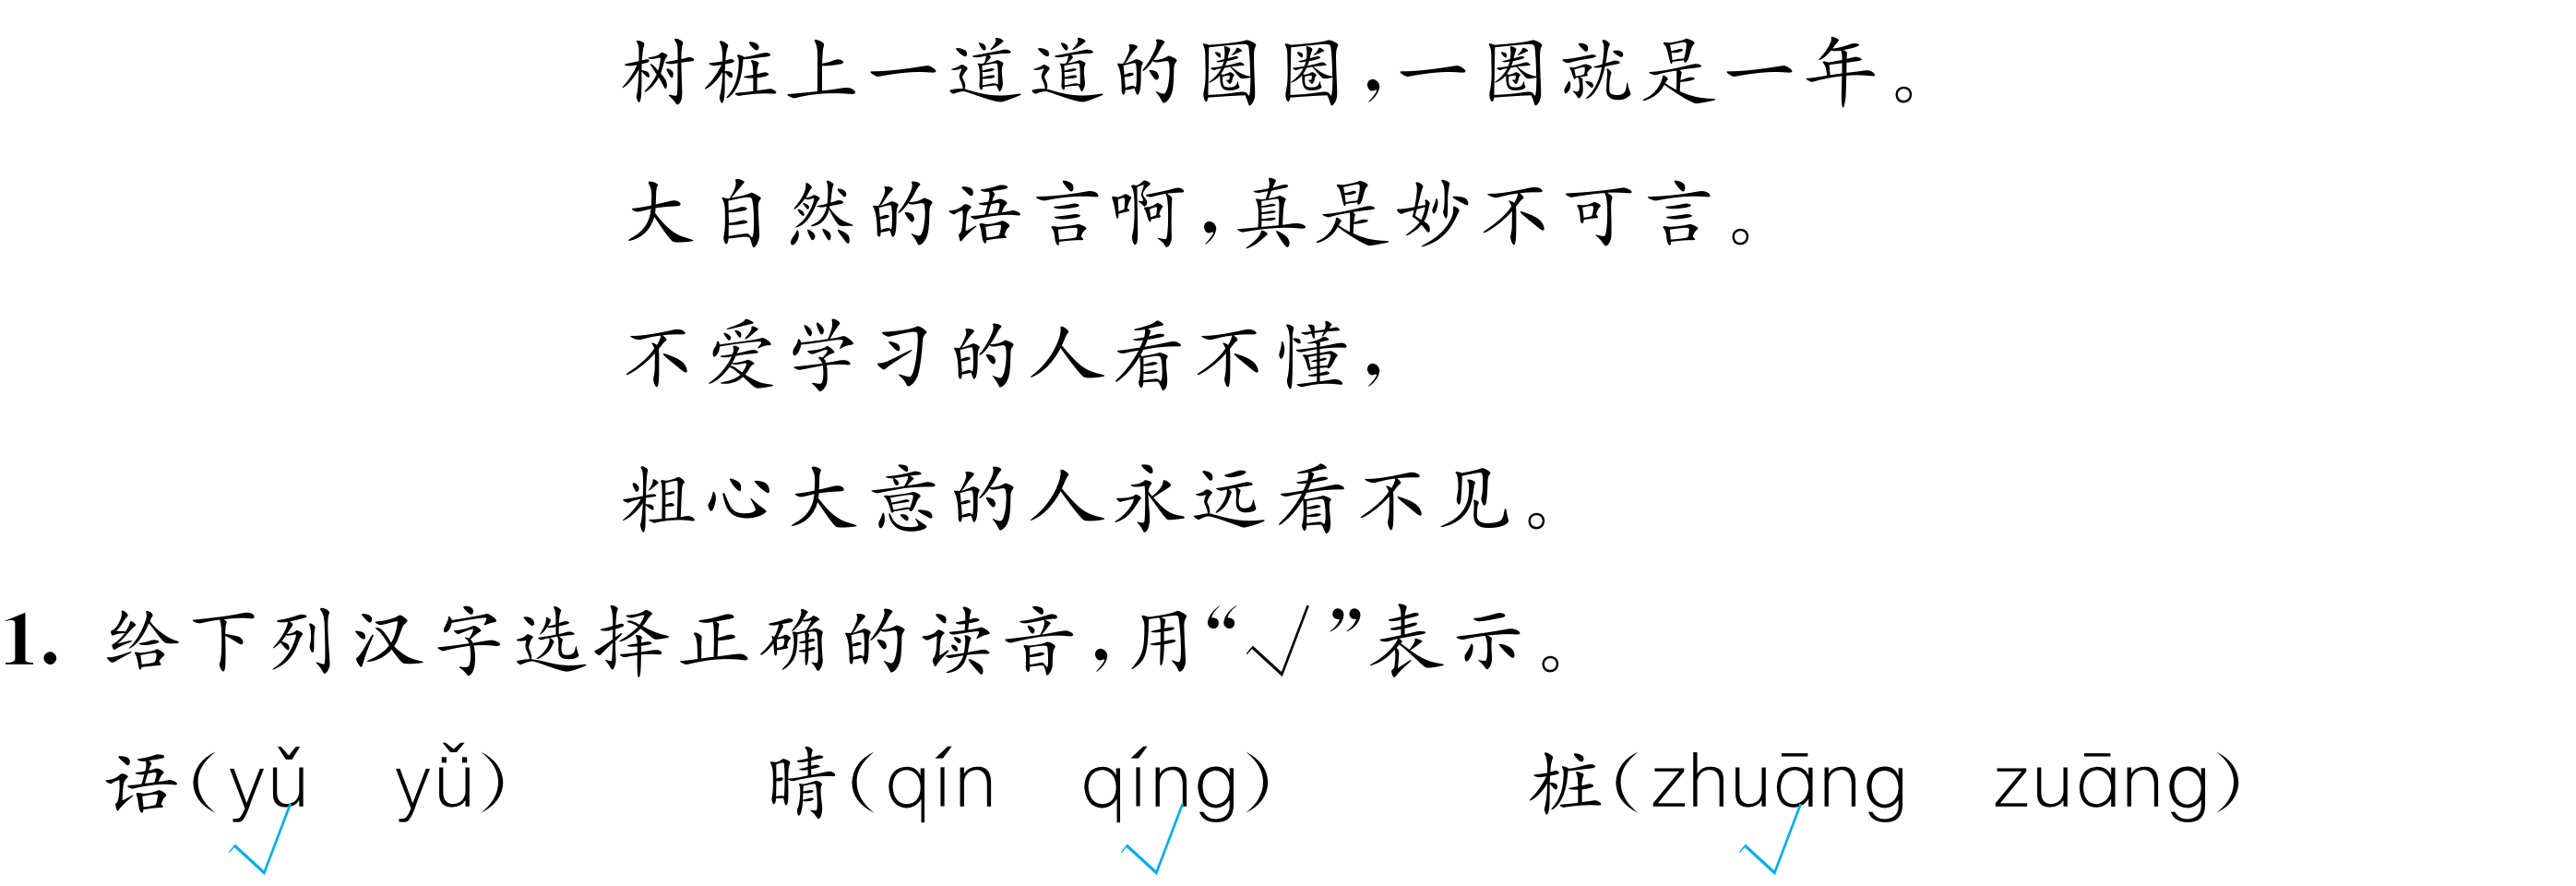 树桩上一道道的圈圈,一圈就是一年。
大自然的语言啊,真是妙不可言。
不爱学习的人看不懂,
粗心大意的人永远看不见。
1. 给下列汉字选择正确的读音,用“√”表示。
语(yǔ yǚ) 晴(qín qíng) 桩(zhuāng zuāng)
√ √ √